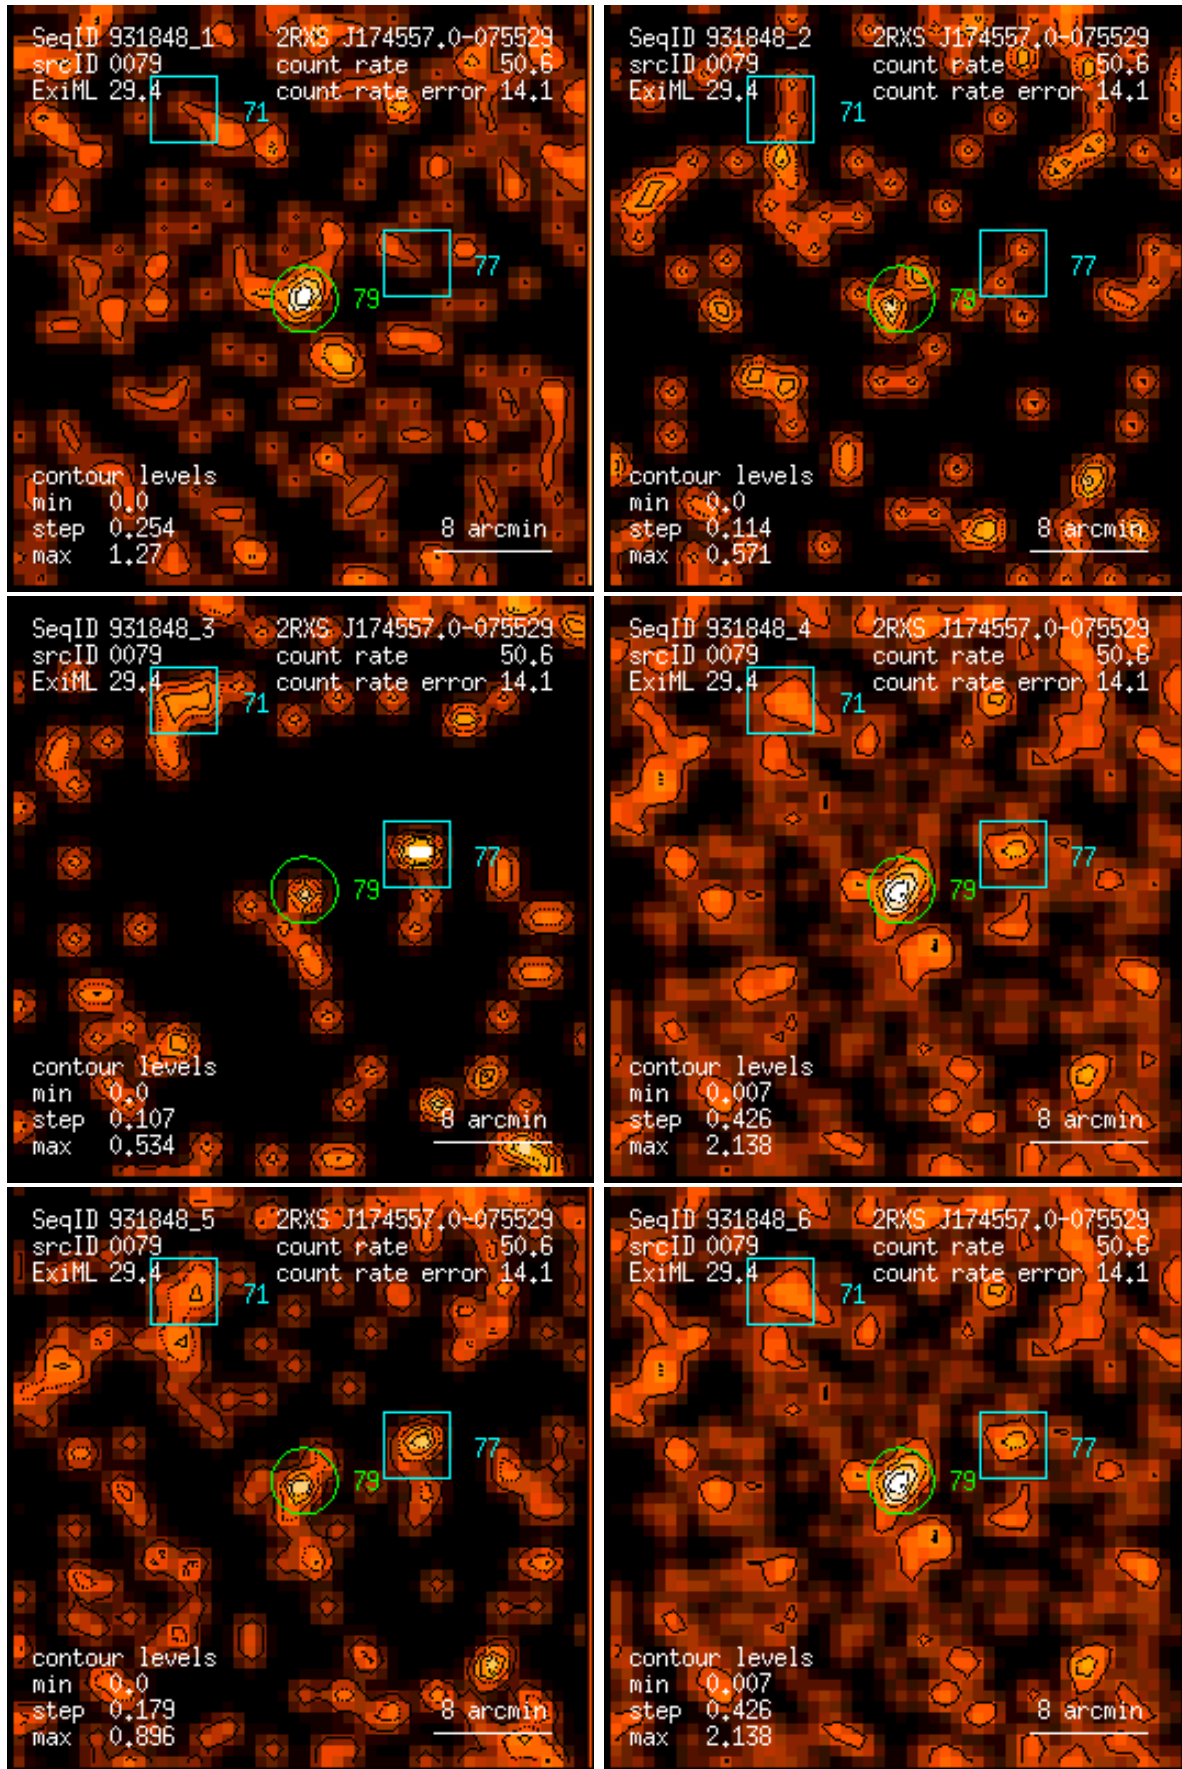 SeqID 931848_1 2RXS J174557.0-075529
srcID 0079 count rate 50.6
ExiML 29.4 count rate error 14.1
71
77
79
contour levels
min 0.0
step 0.254 8 arcmin
max 1.27
SeqID 931848_2 2RXS J174557.0-075529
srcID 0079 count rate 50.6
ExiML 29.4 count rate error 14.1
71
77
79
contour levels
min 0.0
step 0.114 8 arcmin
max 0.571
SeqID 931848_3 2RXS J174557.0-075529
srcID 0079 count rate 50.6
ExiML 29.4 count rate error 14.1
71
77
79
contour levels
min 0.0
step 0.107 8 arcmin
max 0.534
SeqID 931848_4 2RXS J174557.0-075529
srcID 0079 count rate 50.6
ExiML 29.4 count rate error 14.1
71
77
79
contour levels
min 0.007
step 0.426 8 arcmin
max 2.138
SeqID 931848_5 2RXS J174557.0-075529
srcID 0079 count rate 50.6
ExiML 29.4 count rate error 14.1
71
77
79
contour levels
min 0.0
step 0.179 8 arcmin
max 0.896
SeqID 931848_6 2RXS J174557.0-075529
srcID 0079 count rate 50.6
ExiML 29.4 count rate error 14.1
71
77
79
contour levels
min 0.007
step 0.426 8 arcmin
max 2.138